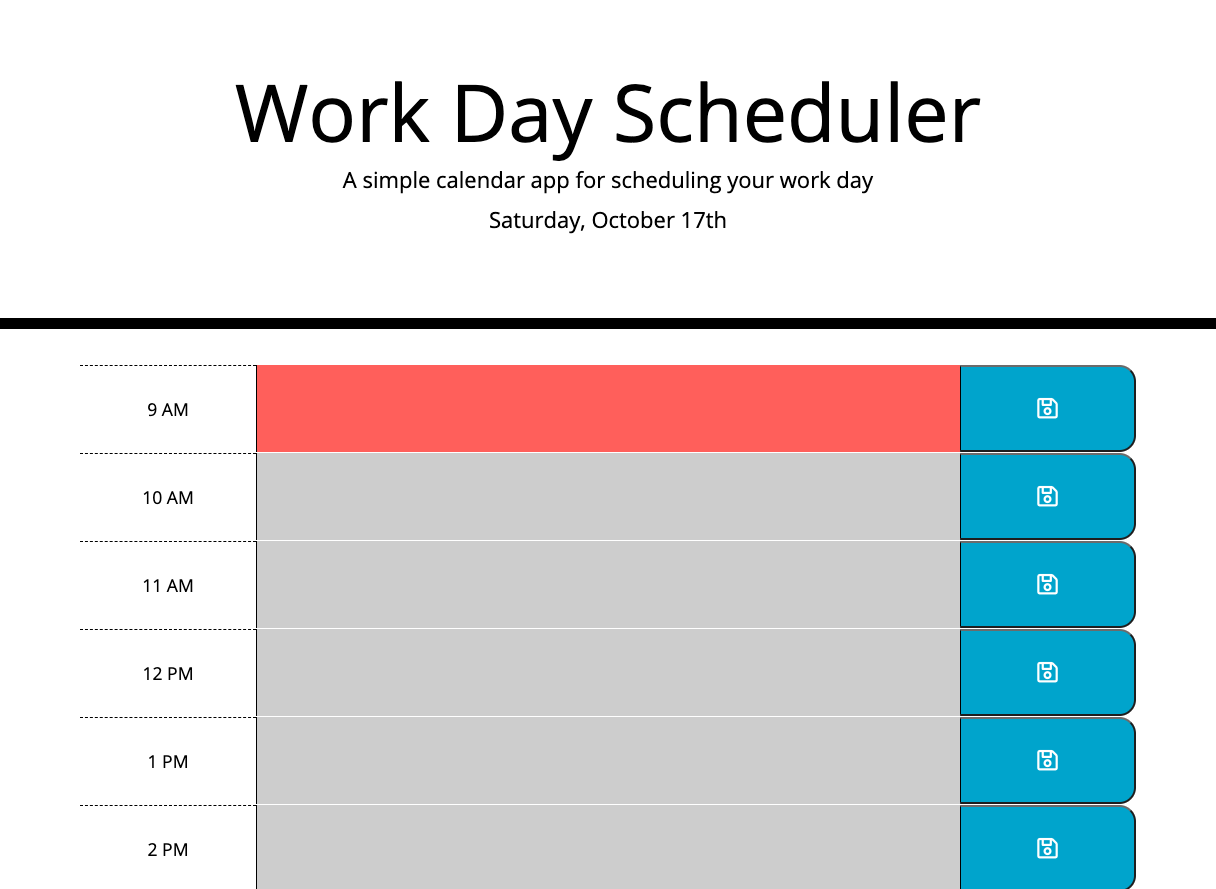 Work Day Scheduler
A simple calendar app for scheduling your work day
Saturday, October 17th
9 AM
10 AM
11 AM
12 PM
1 PM
2 PM